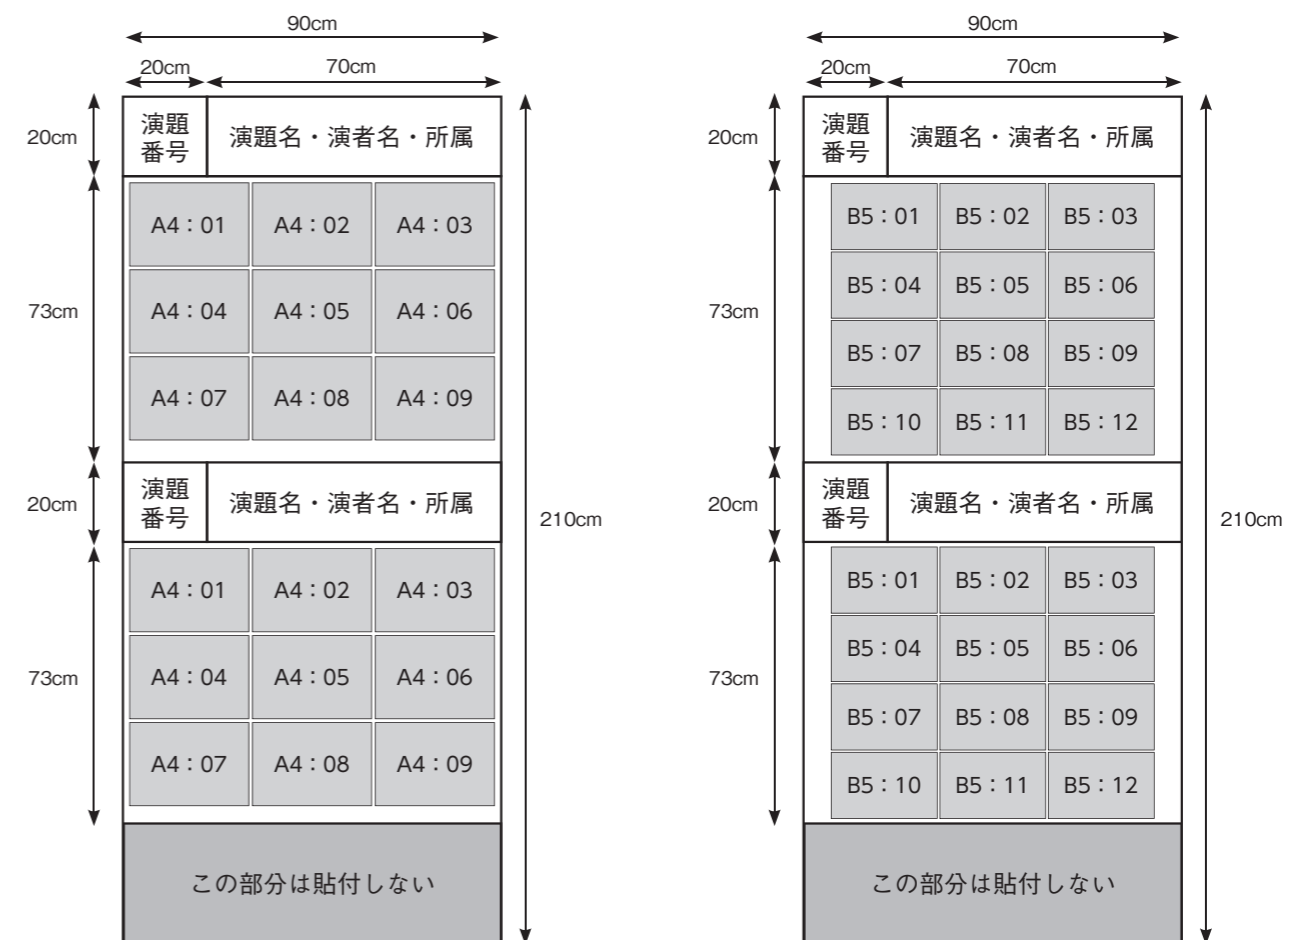 90cm
20cm
70cm
20cm
演題
番号
演題名・演者名・所属
73cm
A4：01
A4：02
A4：03
A4：04
A4：05
A4：06
A4：07
A4：08
A4：09
20cm
演題
番号
演題名・演者名・所属
210cm
73cm
A4：01
A4：02
A4：03
A4：04
A4：05
A4：06
A4：07
A4：08
A4：09
この部分は貼付しない
90cm
20cm
70cm
20cm
演題
番号
演題名・演者名・所属
73cm
B5：01
B5：02
B5：03
B5：04
B5：05
B5：06
B5：07
B5：08
B5：09
B5：10
B5：11
B5：12
20cm
演題
番号
演題名・演者名・所属
210cm
73cm
B5：01
B5：02
B5：03
B5：04
B5：05
B5：06
B5：07
B5：08
B5：09
B5：10
B5：11
B5：12
この部分は貼付しない